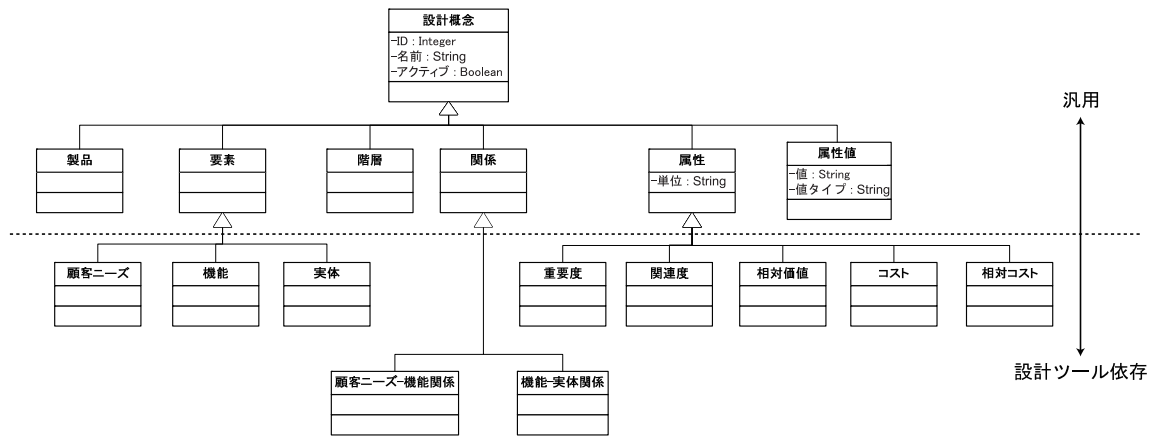 設計概念
-ID : Integer
-名前 : String
-アクティブ : Boolean
汎用
製品
要素
階層
関係
属性
-単位 : String
属性値
-値 : String
-値タイプ : String
顧客ニーズ
機能
実体
重要度
関連度
相対価値
コスト
相対コスト
設計ツール依存
顧客ニーズ-機能関係
機能-実体関係